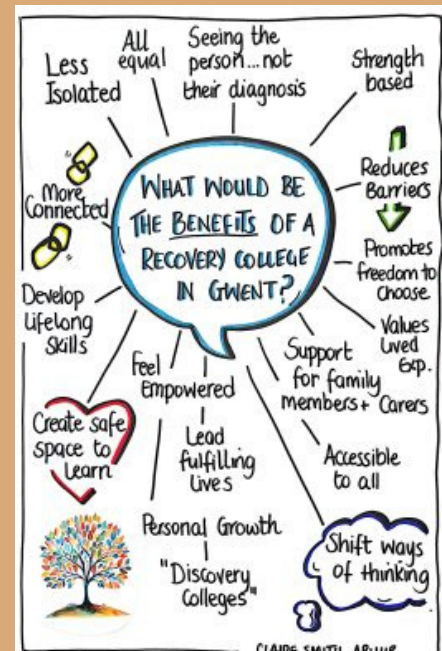 WHAT WOULD BE
THE BENEFITS OF A
RECOVERY COLLEGE
IN GWENT?
Less
Isolated
All
equal
Seeing the
person...not
their diagnosis
Strength
based
Reduces
Barriers
Promotes
freedom to
Choose
Values
Lived
Exp.
Support
for family
members + Carers
Accessible
to all
Shift ways
of thinking
Lead
fulfilling
Lives
Feel
Empowered
Personal Growth
"Discovery
Colleges"
Create safe
space to
Learn
Develop
Lifelong
Skills
More
Connected
CLAIRE SMITH